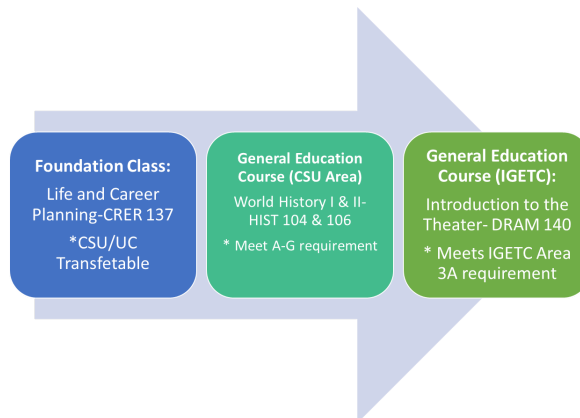 Foundation Class:
Life and Career
Planning-CRER 137
*CSU/UC
Transfetable
General Education
Course (CSU Area)
World History I & II-
HIST 104 & 106
* Meet A-G requirement
General Education
Course (IGETC):
Introduction to the
Theater- DRAM 140
* Meets IGETC Area
3A requirement